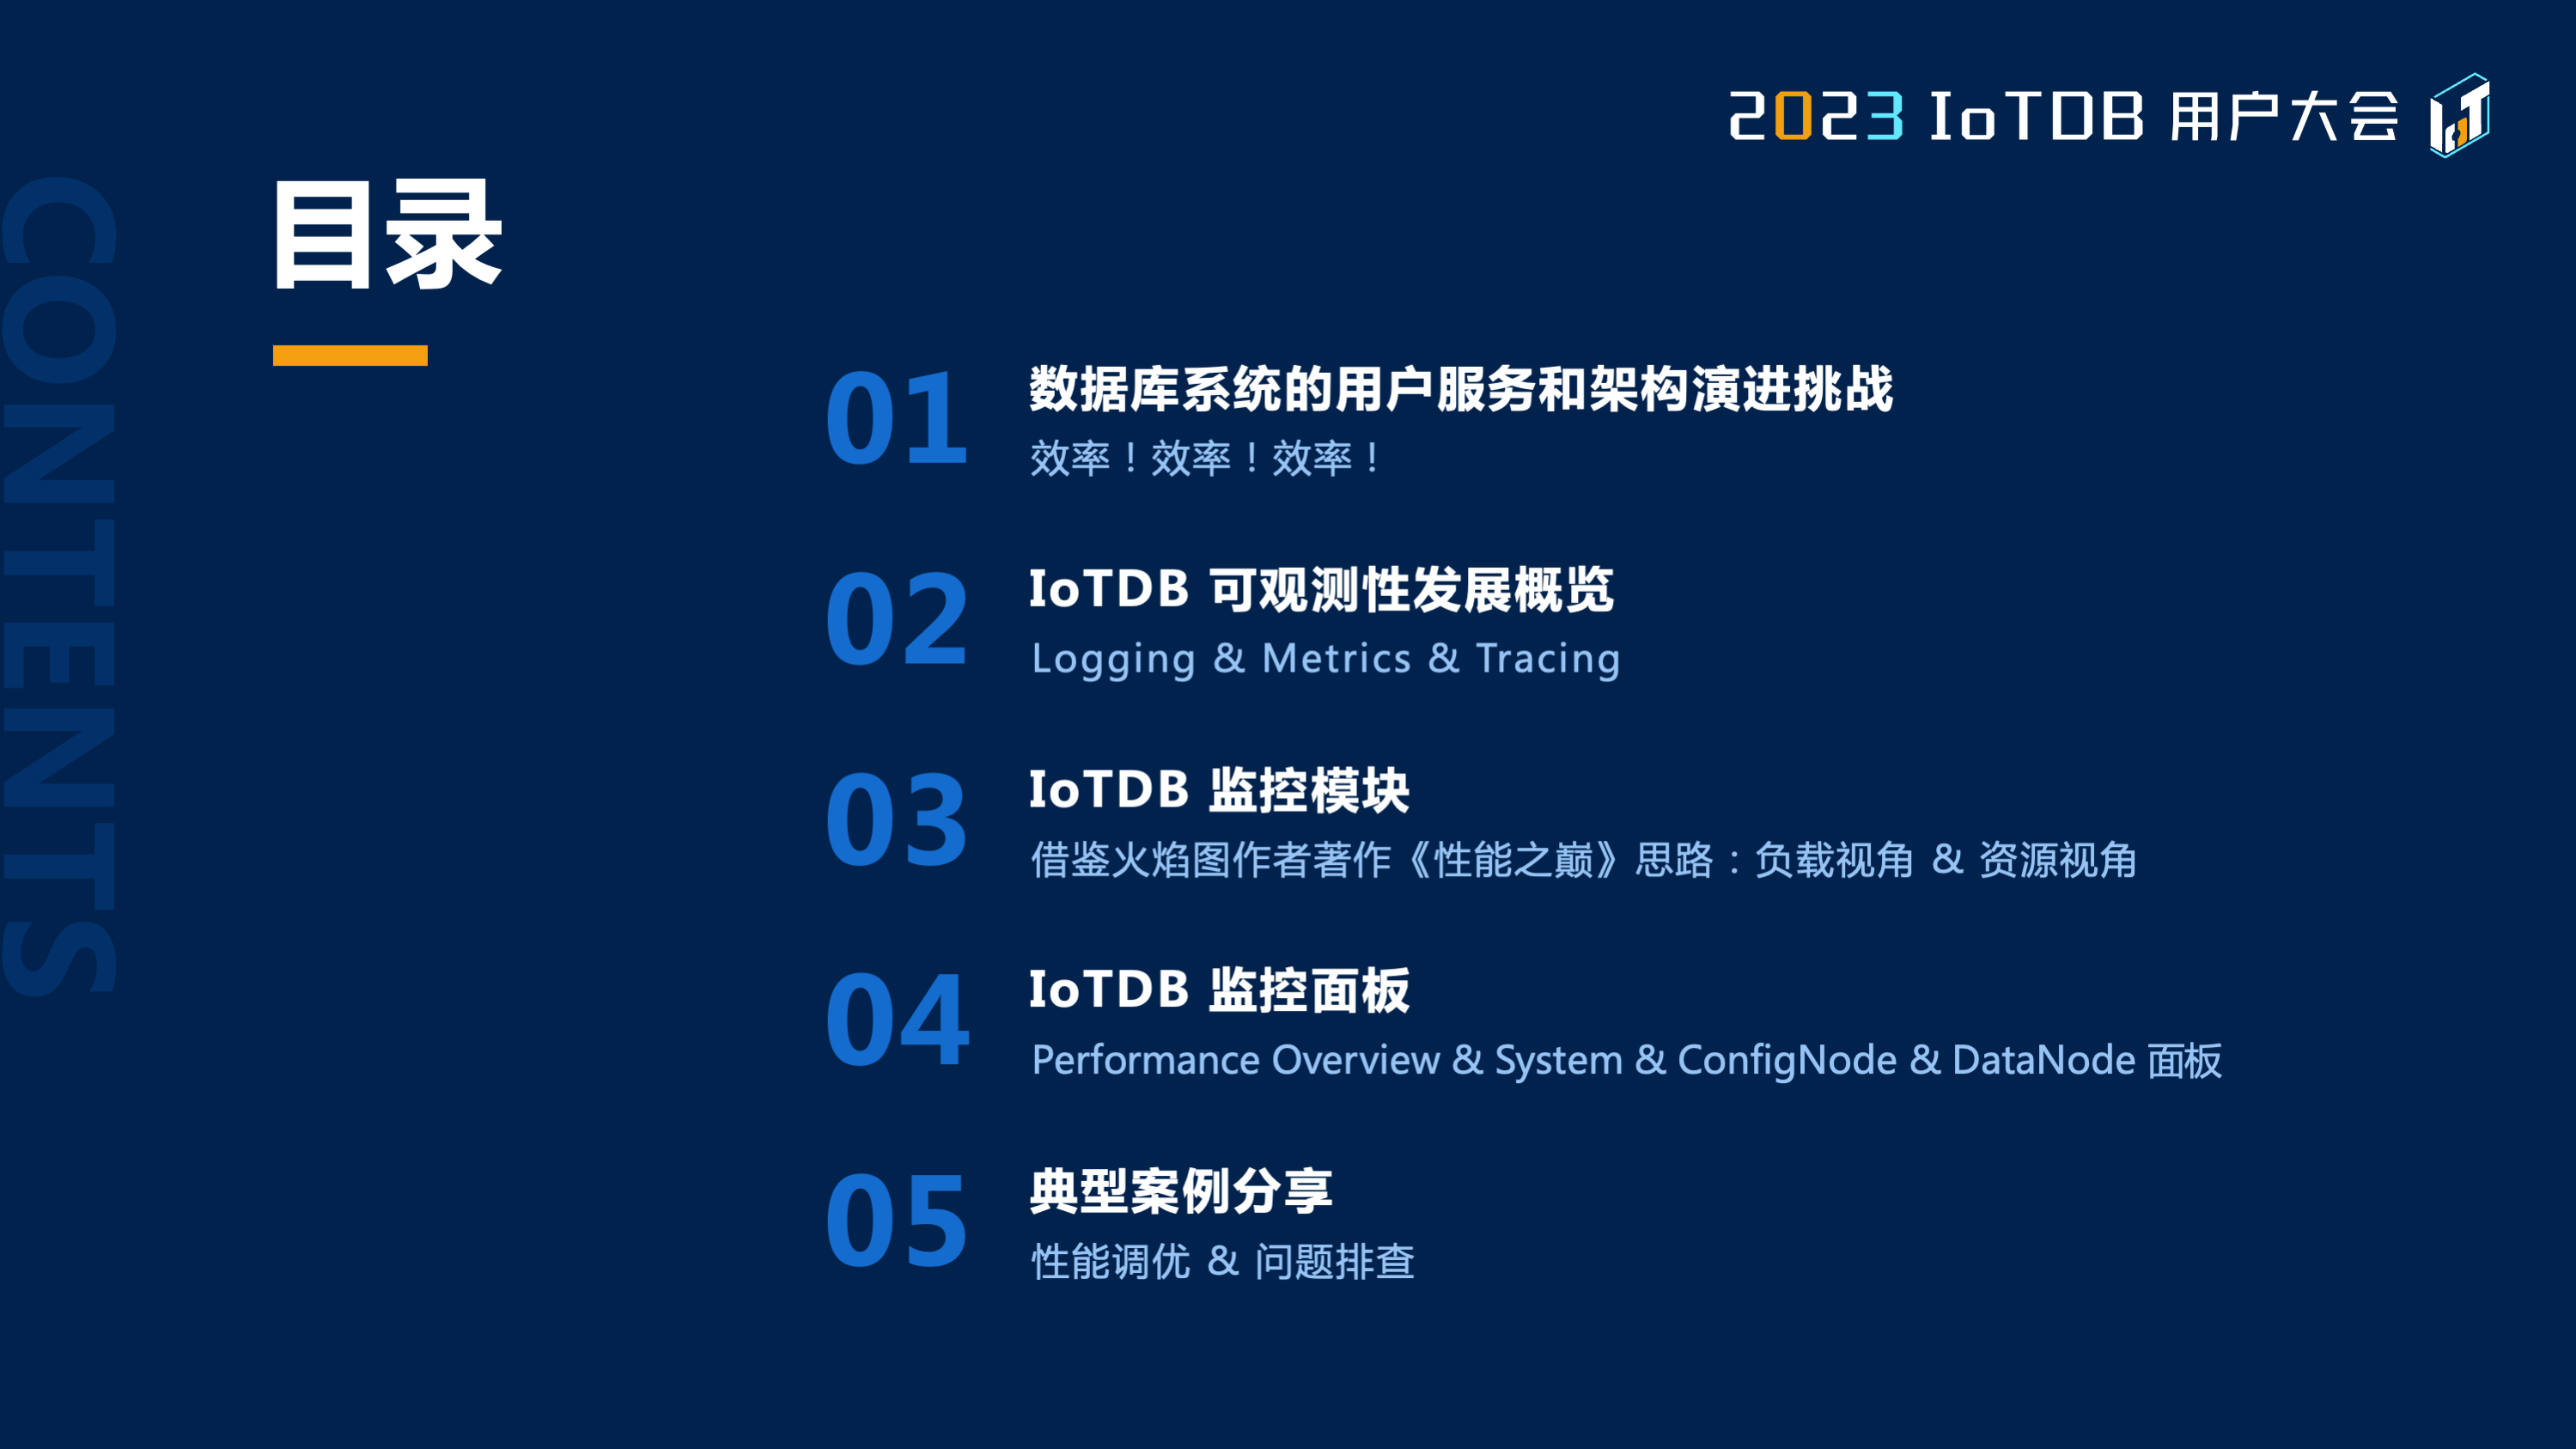 2023 IoTDB 用户大会
目录
CONTENTS
01
数据库系统的用户服务和架构演进挑战
效率！效率！效率！
02
IoTDB 可观测性发展概览
Logging & Metrics & Tracing
03
IoTDB 监控模块
借鉴火焰图作者著作《性能之巅》思路：负载视角 & 资源视角
04
IoTDB 监控面板
Performance Overview & System & ConfigNode & DataNode 面板
05
典型案例分享
性能调优 & 问题排查